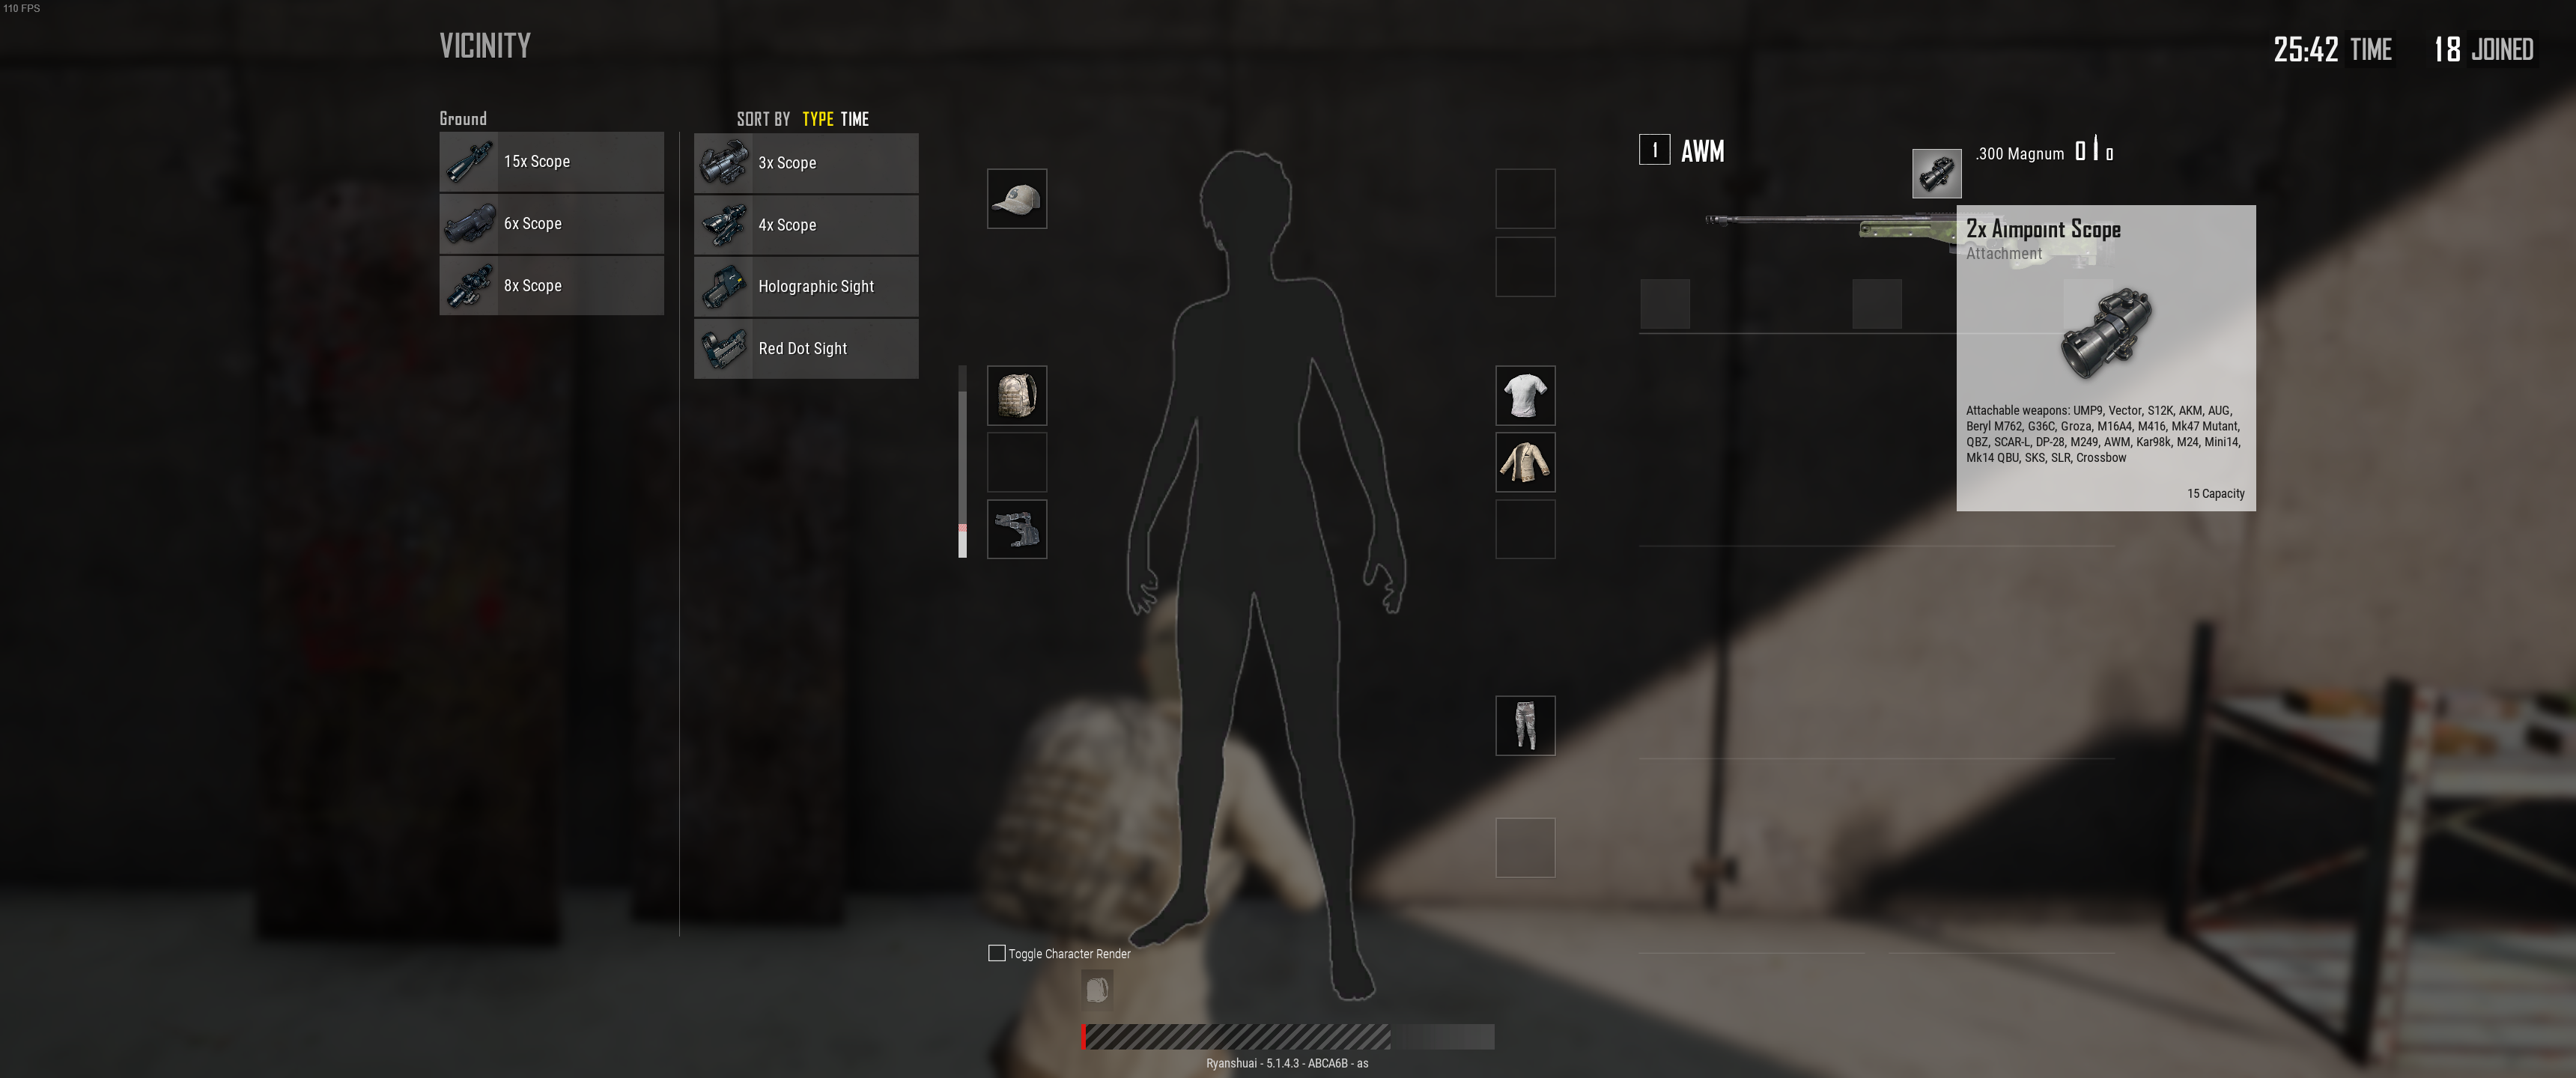 110 FPS
VICINITY
25:42 TIME 18 JOINED
Ground
SORT BY TYPE TIME
15x Scope
6x Scope
8x Scope
3x Scope
4x Scope
Holographic Sight
Red Dot Sight
1 AWM
.300 Magnum 0 0
2x Aimpoint Scope
Attachment
Attachable weapons: UMP9, Vector, S12K, AKM, AUG,
Beryl M762, G36C, Groza, M16A4, M416, Mk47 Mutant,
QBZ, SCAR-L, DP-28, M249, AWM, Kar98k, M24, Mini14,
Mk14 QBU, SKS, SLR, Crossbow
15 Capacity
Toggle Character Render
Ryanshuai - 5.1.4.3 - ABCA6B - as